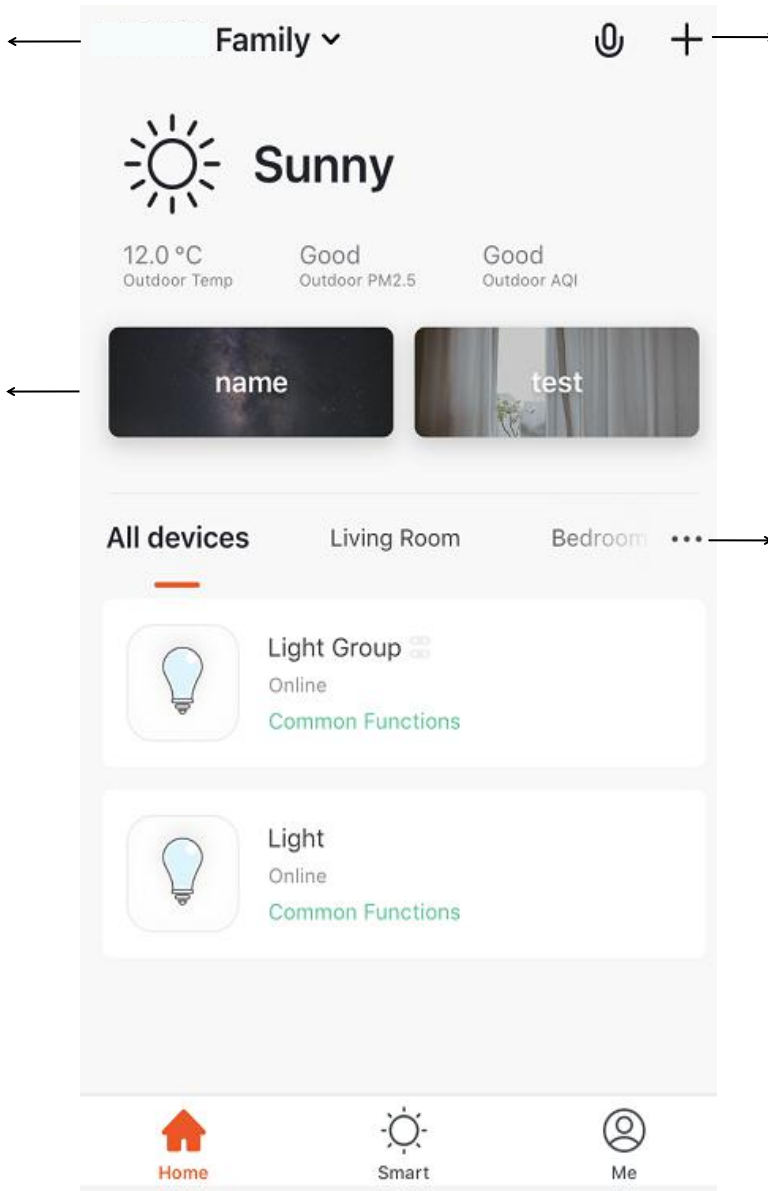 Family
Sunny
12.0 °C Good Good
Outdoor Temp Outdoor PM2.5 Outdoor AQI
name test
All devices Living Room Bedroom
Light Group
Online
Common Functions
Light
Online
Common Functions
Home Smart Me